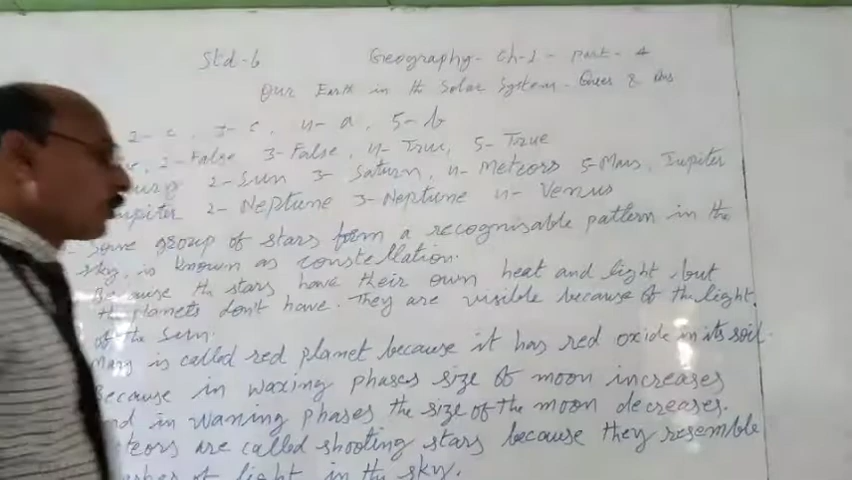 Std-6 Geography- Ch-1- part- 4
Our Earth in the Solar System- Ques & Ans
2- c, 3- c, 4- a, 5- b
2-False 3-False, 4- True, 5- True
2-Sun 3- Saturn, 4- Meteors 5-Mars, Jupiter
Jupiter 2- Neptune 3-Neptune 4- Venus
Some group of stars form a recognisable pattern in the
sky, is known as constellation.
Because the stars have their own heat and light but
the planets don't have. They are visible because of the light
of the Sun.
Mars is called red planet because it has red oxide in its soil.
Because in waxing phases size of moon increases
and in waning phases the size of the moon decreases.
Meteors are called shooting stars because they resemble
of light in the sky.